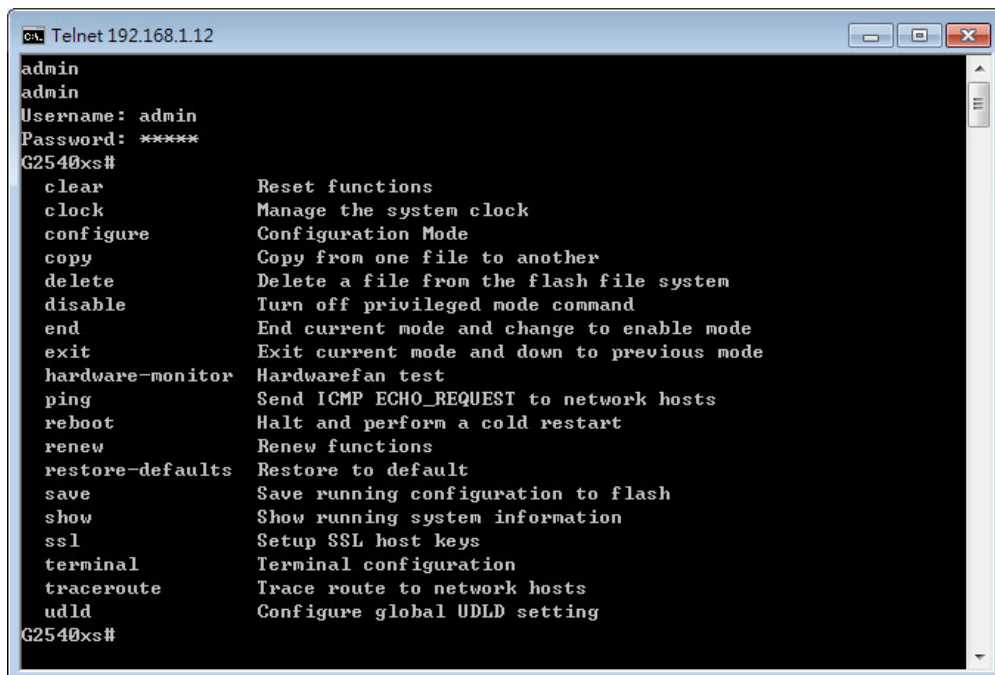 Telnet 192.168.1.12
admin
admin
Username: admin
Password: *****
G2540xs#
clear Reset functions
clock Manage the system clock
configure Configuration Mode
copy Copy from one file to another
delete Delete a file from the flash file system
disable Turn off privileged mode command
end End current mode and change to enable mode
exit Exit current mode and down to previous mode
hardware-monitor Hardwarefan test
ping Send ICMP ECHO_REQUEST to network hosts
reboot Halt and perform a cold restart
renew Renew functions
restore-defaults Restore to default
save Save running configuration to flash
show Show running system information
ssl Setup SSL host keys
terminal Terminal configuration
traceroute Trace route to network hosts
udld Configure global UDLD setting
G2540xs#